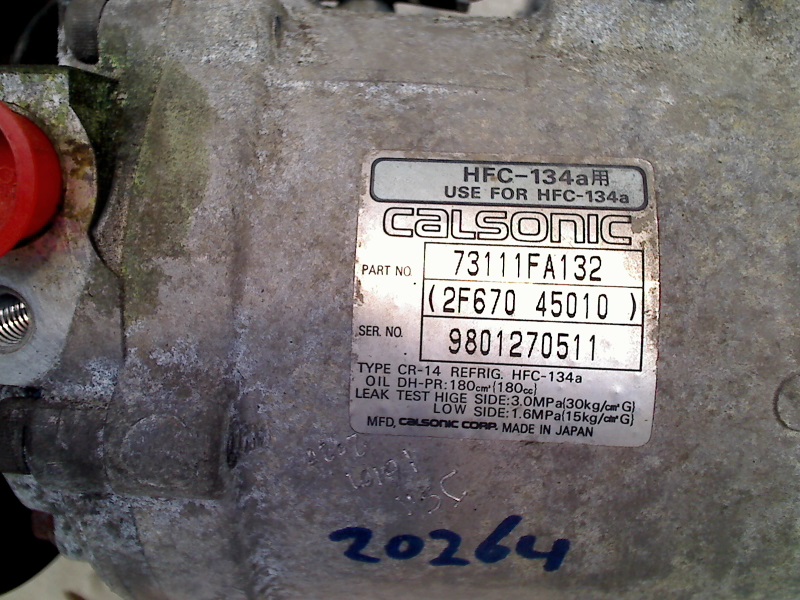 HFC-134a用
USE FOR HFC-134a
CALSONIC
PART NO. 73111FA132
(2F670 45010 )
SER. NO. 9801270511
TYPE CR-14 REFRIG. HFC-134a
OIL DH-PR: 180cm³(180cc)
LEAK TEST HIGE SIDE: 3.0MPa(30kg/cm²G)
LOW SIDE: 1.6MPa(15kg/cm²G)
MFD. CALSONIC CORP. MADE IN JAPAN
20264